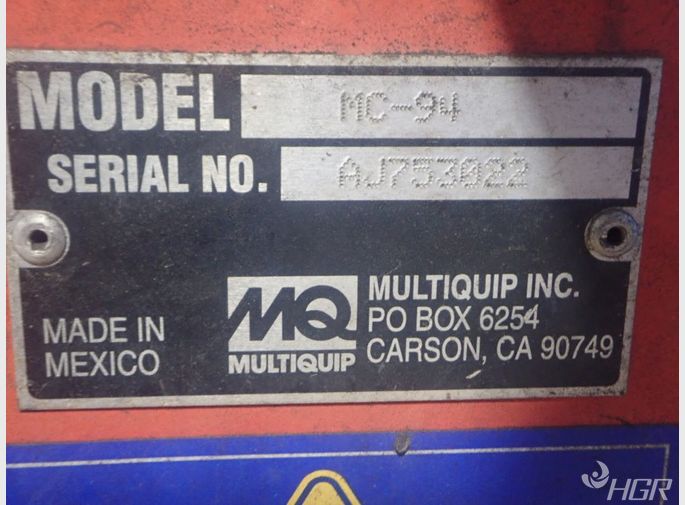 MODEL MC-94
SERIAL NO. AJ753022
MADE IN
MEXICO
MQ
MULTIQUIP
MULTIQUIP INC.
PO BOX 6254
CARSON, CA 90749
HGR